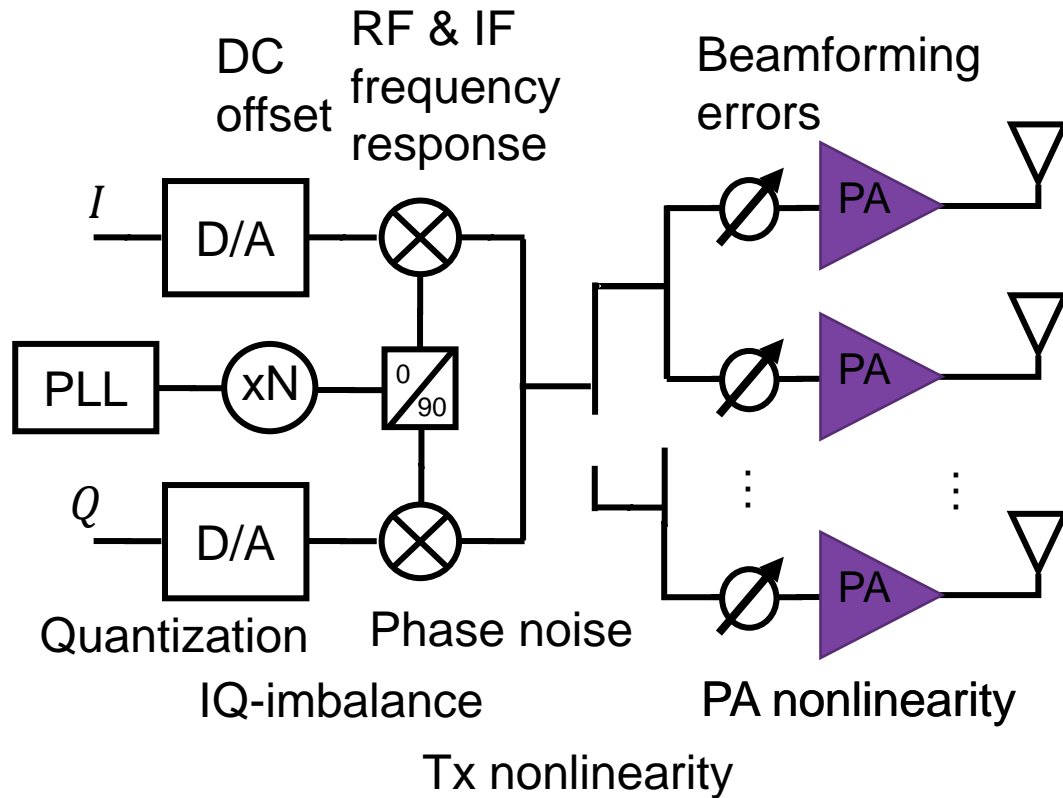 DC
offset
RF & IF
frequency
response
Beamforming
errors
I
D/A
PA
PLL
xN
0
90
PA
Q
D/A
⋮
⋮
PA
Quantization
Phase noise
IQ-imbalance
PA nonlinearity
Tx nonlinearity